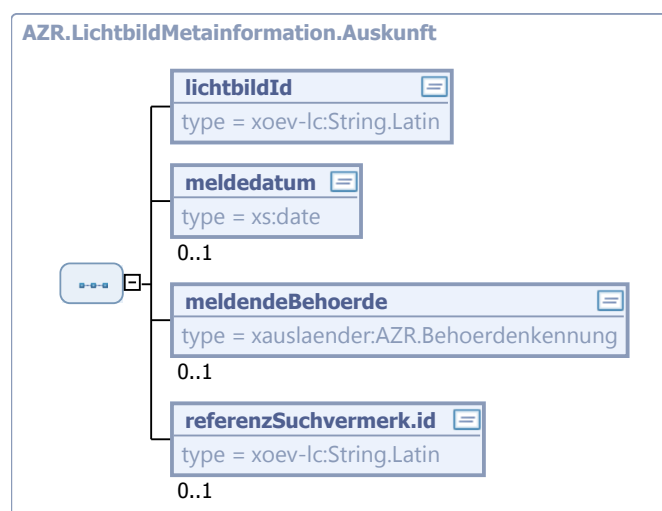 AZR.LichtbildMetainformation.Auskunft
lichtbildId
type = xoev-lc:String.Latin
meldedatum
type = xs:date
0..1
meldendeBehoerde
type = xauslaender:AZR.Behoerdenkennung
0..1
referenzSuchvermerk.id
type = xoev-lc:String.Latin
0..1